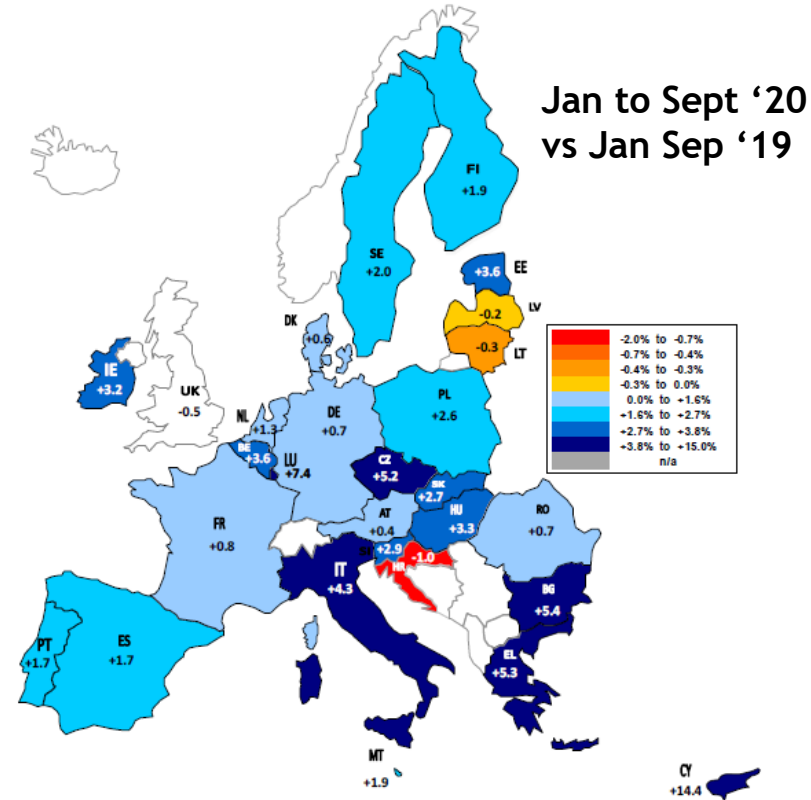 Jan to Sept ‘20
vs Jan Sep ‘19
FI
+1.9
SE
+2.0
EE
+3.6
LV
-0.2
LT
-0.3
DK
+0.6
IE
+3.2
UK
-0.5
NL
+1.3
DE
+0.7
PL
+2.6
BE
+3.6
LU
+7.4
CZ
+5.2
SK
+2.7
FR
+0.8
AT
+0.4
HU
+3.3
RO
+0.7
SI
+2.9
HR
-1.0
IT
+4.3
BG
+5.4
PT
+1.7
ES
+1.7
EL
+5.3
MT
+1.9
CY
+14.4
-2.0% to -0.7%
-0.7% to -0.4%
-0.4% to -0.3%
-0.3% to 0.0%
0.0% to +1.6%
+1.6% to +2.7%
+2.7% to +3.8%
+3.8% to +15.0%
n/a